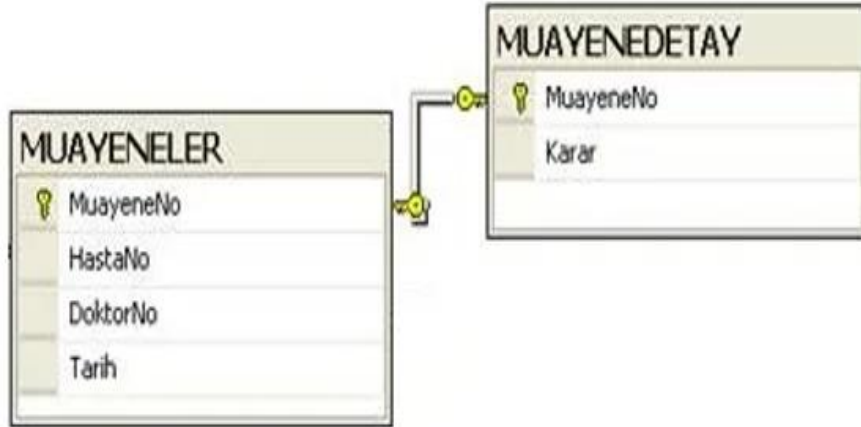 MUAYENELER
MuayeneNo
HastaNo
DoktorNo
Tarih
MUAYENEDETAY
MuayeneNo
Karar